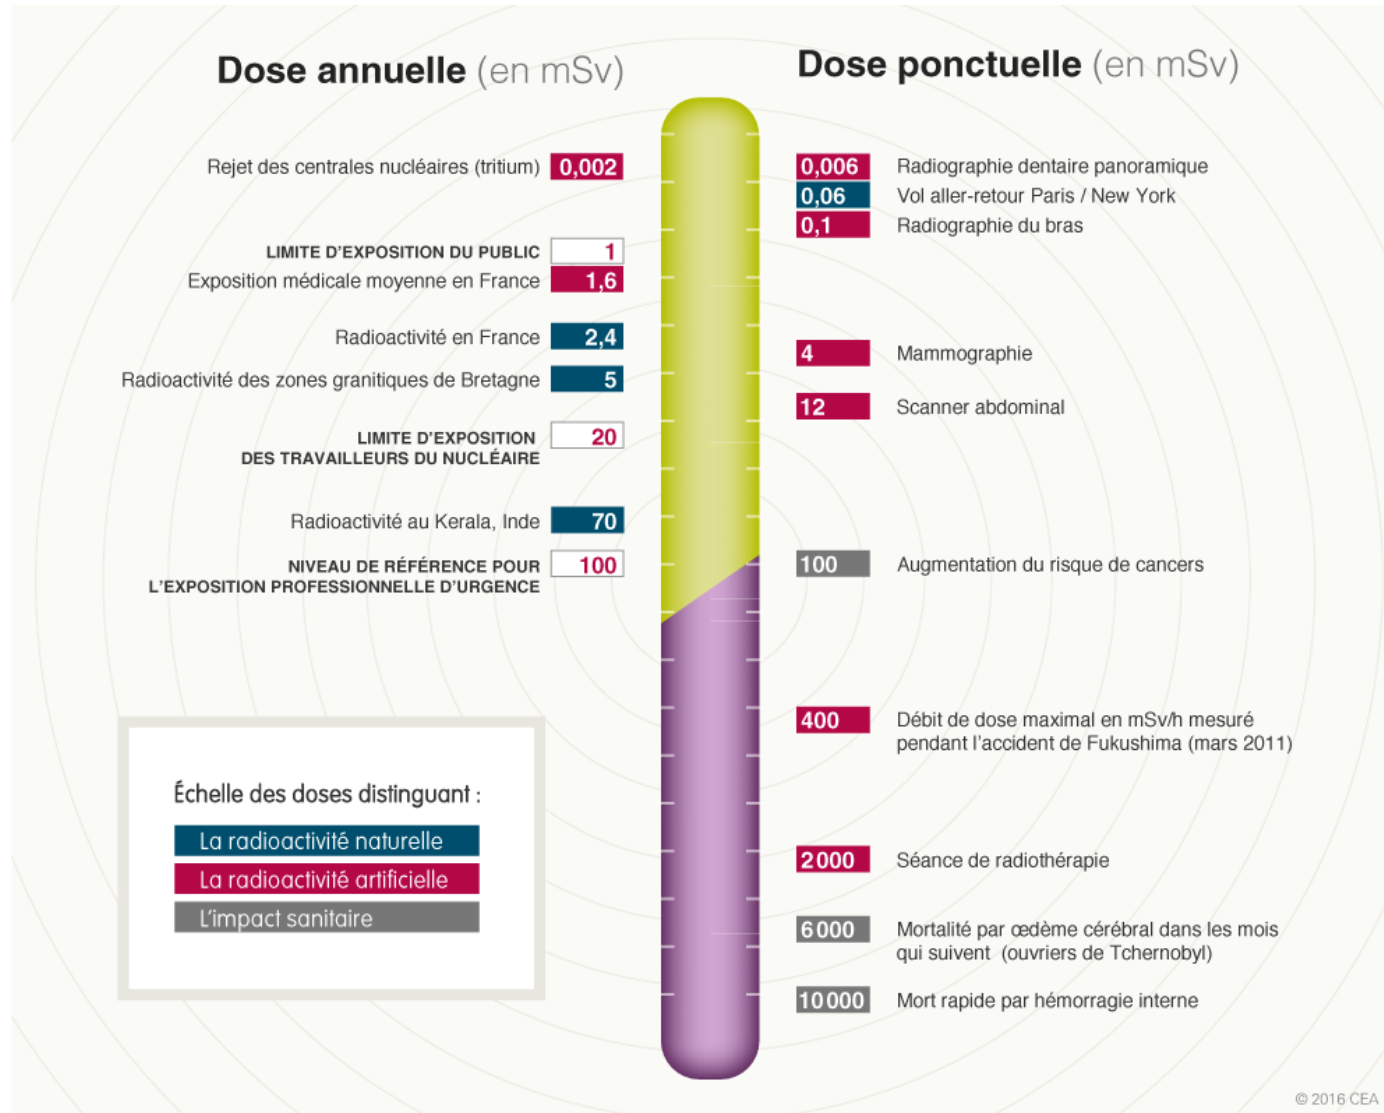 Dose annuelle (en mSv)
Rejet des centrales nucléaires (tritium) 0,002
LIMITE D'EXPOSITION DU PUBLIC 1
Exposition médicale moyenne en France 1,6
Radioactivité en France 2,4
Radioactivité des zones granitiques de Bretagne 5
LIMITE D'EXPOSITION 20
DES TRAVAILLEURS DU NUCLÉAIRE
Radioactivité au Kerala, Inde 70
NIVEAU DE RÉFÉRENCE POUR 100
L'EXPOSITION PROFESSIONNELLE D'URGENCE
Dose ponctuelle (en mSv)
0,006 Radiographie dentaire panoramique
0,06 Vol aller-retour Paris / New York
0,1 Radiographie du bras
4 Mammographie
12 Scanner abdominal
100 Augmentation du risque de cancers
400 Débit de dose maximal en mSv/h mesuré
pendant l'accident de Fukushima (mars 2011)
2 000 Séance de radiothérapie
6 000 Mortalité par œdème cérébral dans les mois
qui suivent (ouvriers de Tchernobyl)
10 000 Mort rapide par hémorragie interne
Échelle des doses distinguant :
La radioactivité naturelle
La radioactivité artificielle
L'impact sanitaire
© 2016 CEA